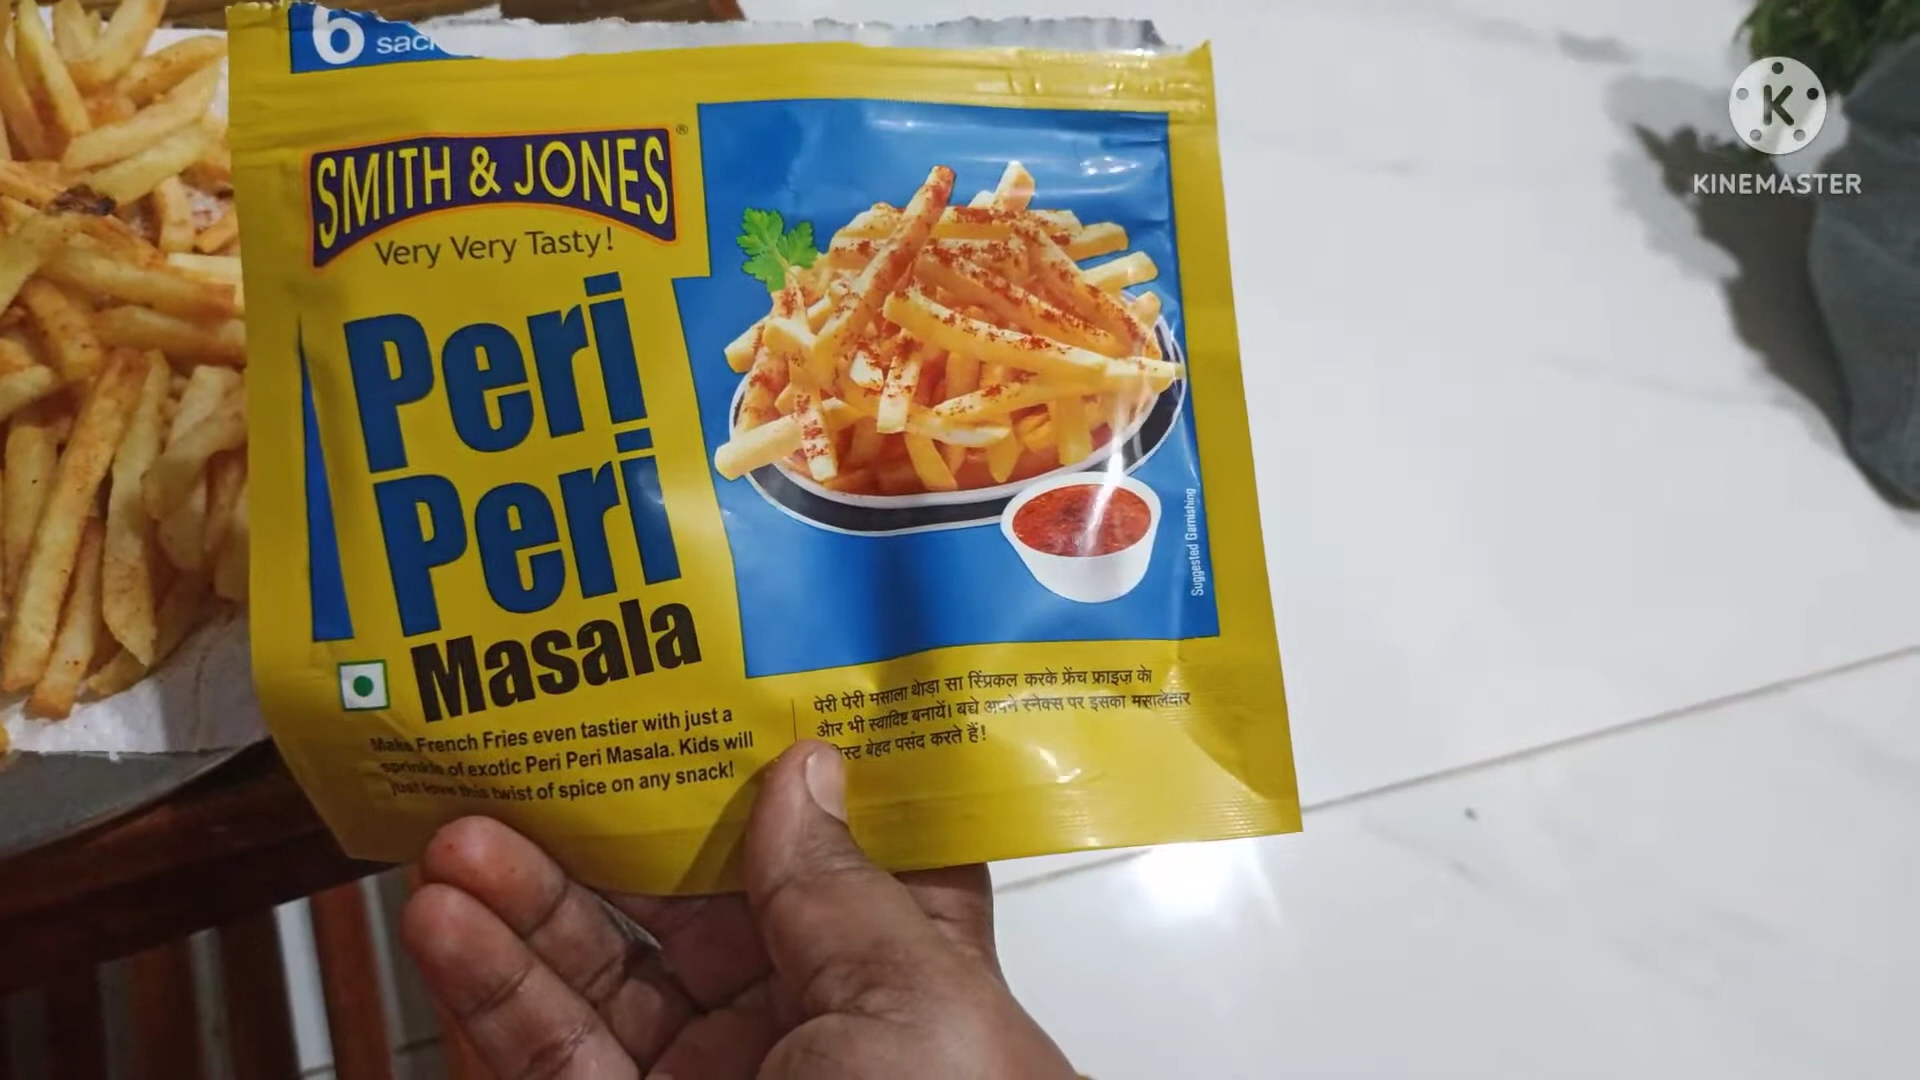 6
SMITH & JONES®
Very Very Tasty!
Peri
Peri
Masala
Make French Fries even tastier with just a
sprinkle of exotic Peri Peri Masala. Kids will
just love this twist of spice on any snack!
पेरी पेरी मसाला थोड़ा सा स्प्रिंकल करके फ्रेंच फ्राइज़ को
और भी स्वादिष्ट बनायें। बच्चे अपने स्नैक्स पर इसका मसालेदार
बेहद पसंद करते हैं!
Suggested Garnishing
K
KINEMASTER